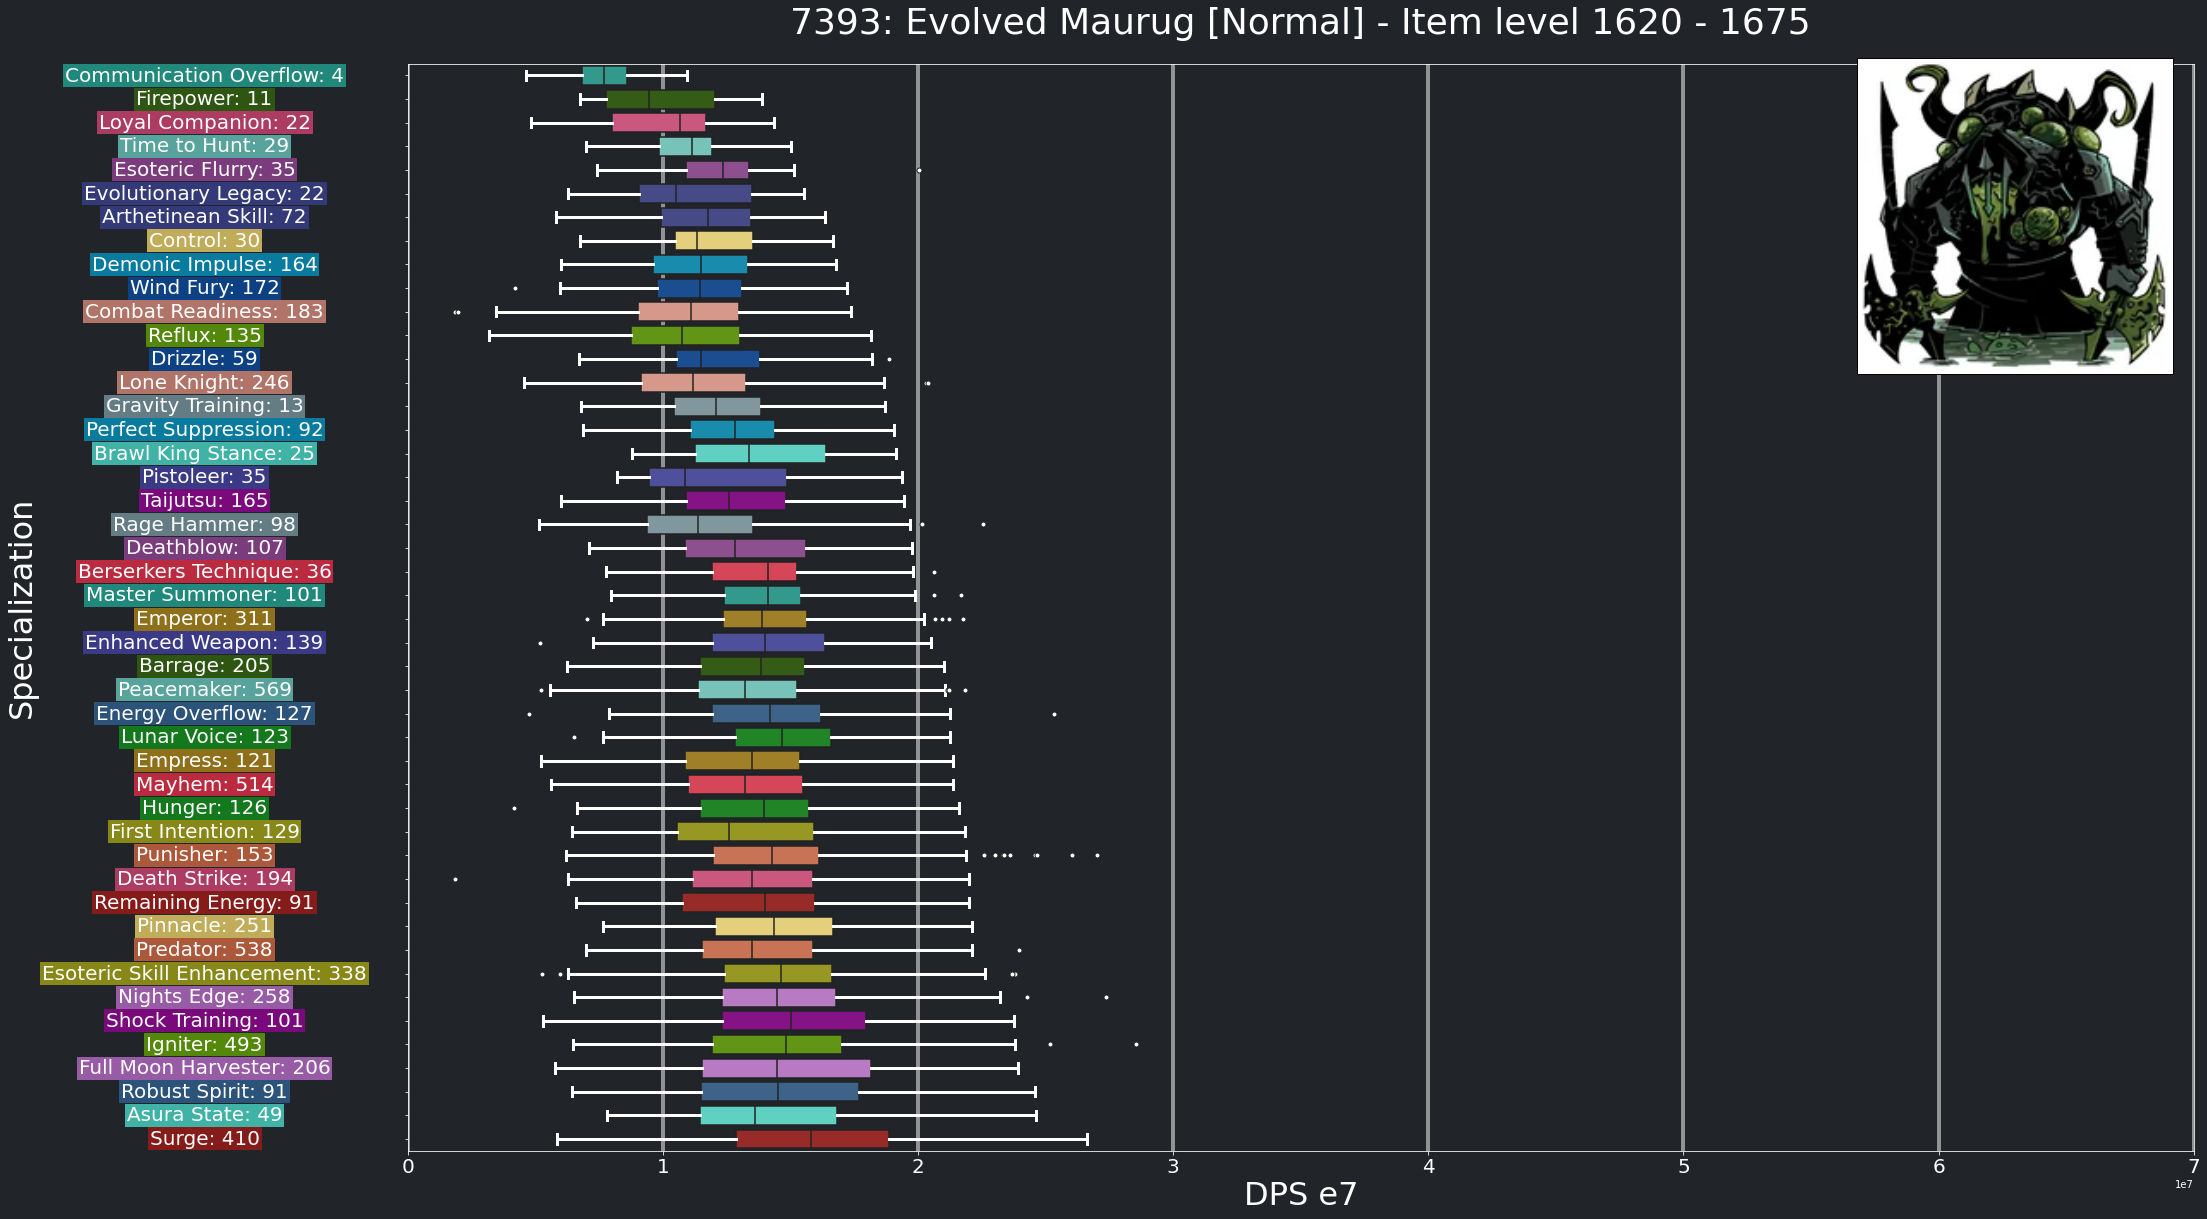 7393: Evolved Maurug [Normal] - Item level 1620 - 1675
Communication Overflow: 4
Firepower: 11
Loyal Companion: 22
Time to Hunt: 29
Esoteric Flurry: 35
Evolutionary Legacy: 22
Arthetinean Skill: 72
Control: 30
Demonic Impulse: 164
Wind Fury: 172
Combat Readiness: 183
Reflux: 135
Drizzle: 59
Lone Knight: 246
Gravity Training: 13
Perfect Suppression: 92
Brawl King Stance: 25
Pistoleer: 35
Taijutsu: 165
Rage Hammer: 98
Deathblow: 107
Berserkers Technique: 36
Master Summoner: 101
Emperor: 311
Enhanced Weapon: 139
Barrage: 205
Peacemaker: 569
Energy Overflow: 127
Lunar Voice: 123
Empress: 121
Mayhem: 514
Hunger: 126
First Intention: 129
Punisher: 153
Death Strike: 194
Remaining Energy: 91
Pinnacle: 251
Predator: 538
Esoteric Skill Enhancement: 338
Nights Edge: 258
Shock Training: 101
Igniter: 493
Full Moon Harvester: 206
Robust Spirit: 91
Asura State: 49
Surge: 410
Specialization
0 1 2 3 4 5 6 7
1e7
DPS e7